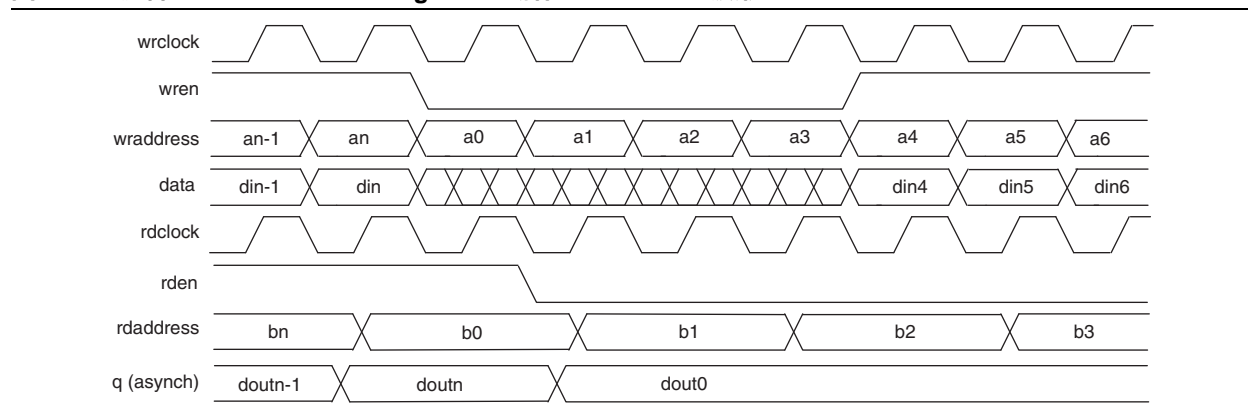 wrclock
wren
wraddress an-1 an a0 a1 a2 a3 a4 a5 a6
data din-1 din din4 din5 din6
rdclock
rden
rdaddress bn b0 b1 b2 b3
q (asynch) doutn-1 doutn dout0